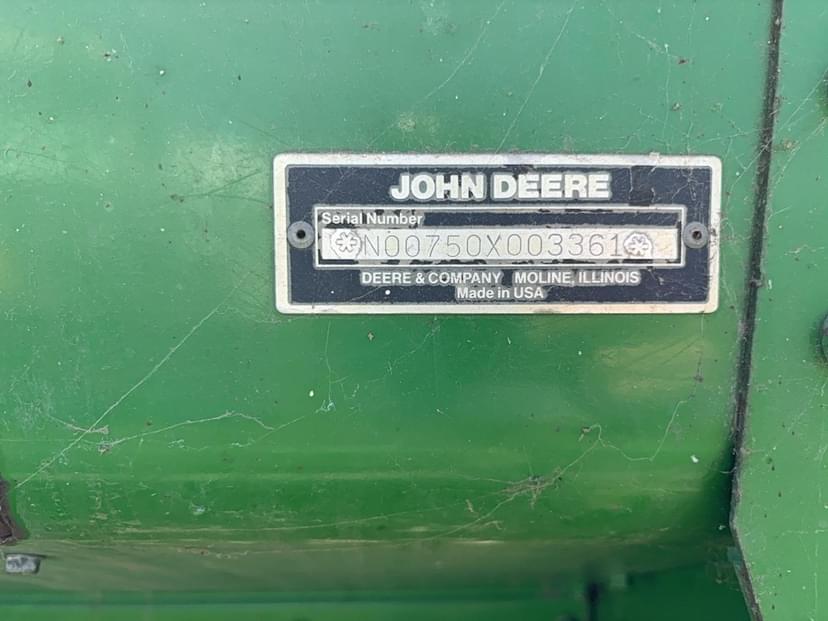 JOHN DEERE
Serial Number
N00750X003361
DEERE & COMPANY MOLINE, ILLINOIS
Made in USA